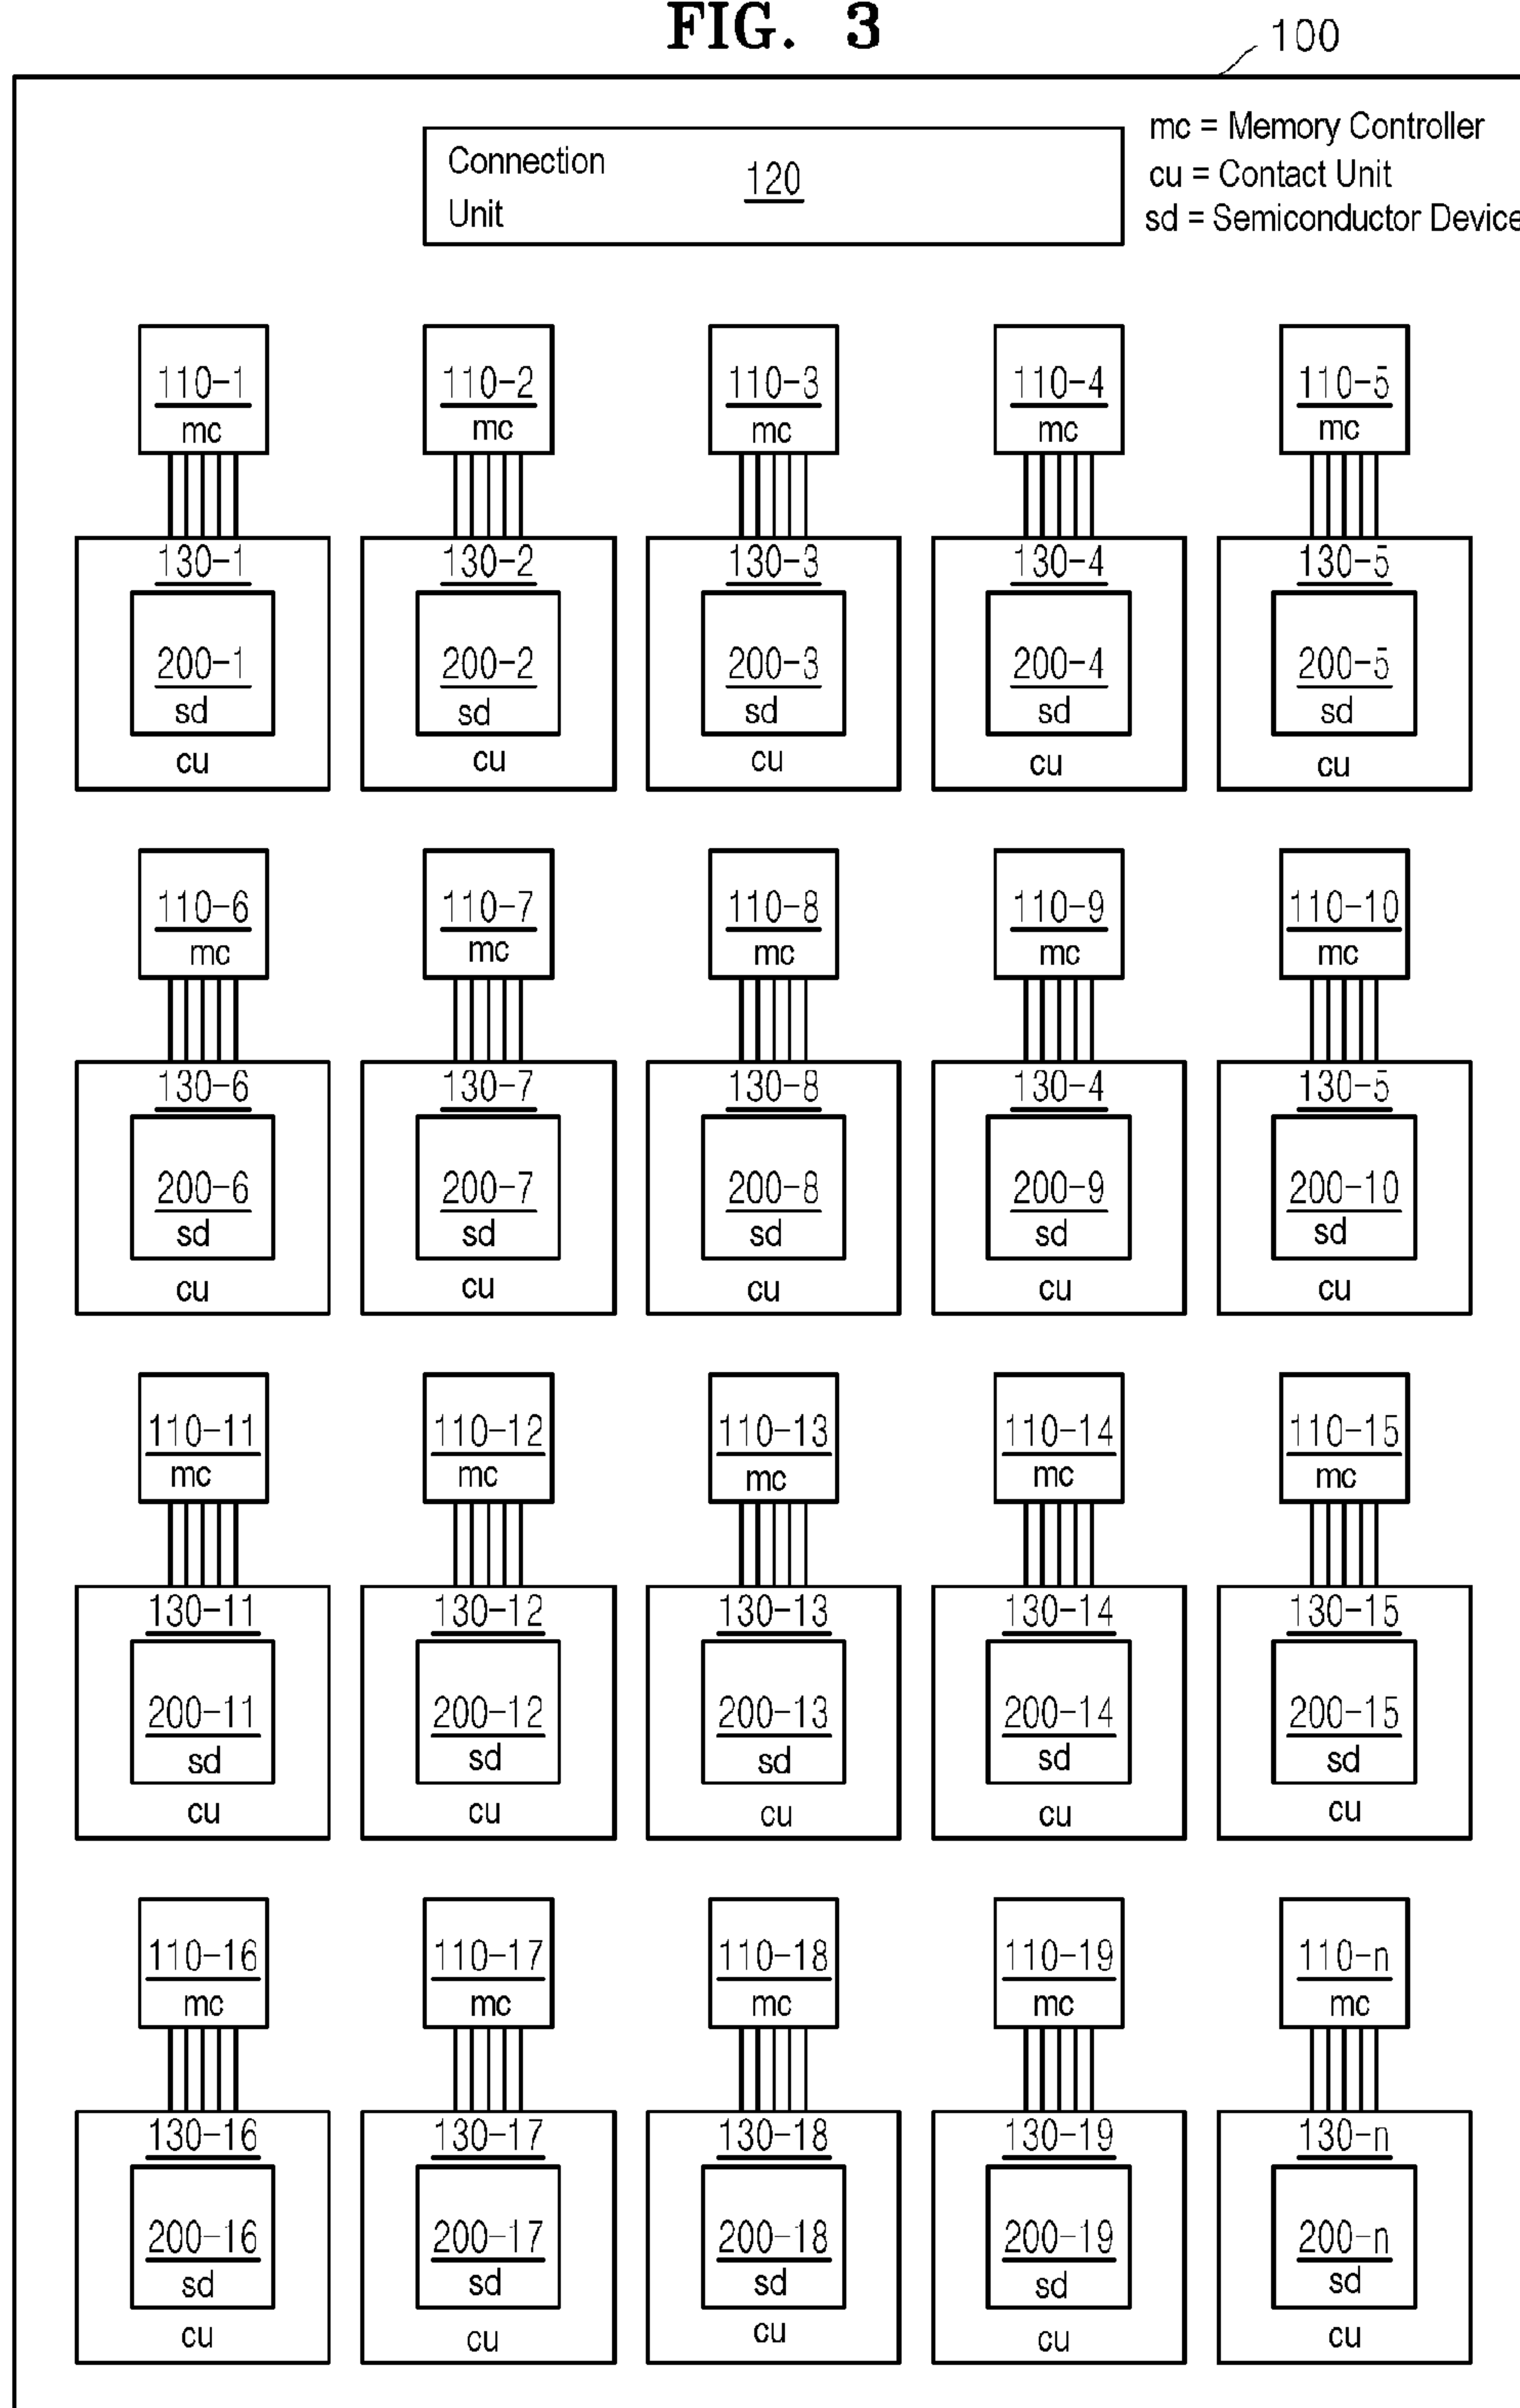 FIG. 3
100
mc = Memory Controller
cu = Contact Unit
sd = Semiconductor Device
Connection
Unit
120
110-1 110-2 110-3 110-4 110-5
mc mc mc mc mc
130-1 130-2 130-3 130-4 130-5
200-1 200-2 200-3 200-4 200-5
sd sd sd sd sd
cu cu cu cu cu
110-6 110-7 110-8 110-9 110-10
mc mc mc mc mc
130-6 130-7 130-8 130-4 130-5
200-6 200-7 200-8 200-9 200-10
sd sd sd sd sd
cu cu cu cu cu
110-11 110-12 110-13 110-14 110-15
mc mc mc mc mc
130-11 130-12 130-13 130-14 130-15
200-11 200-12 200-13 200-14 200-15
sd sd sd sd sd
cu cu cu cu cu
110-16 110-17 110-18 110-19 110-n
mc mc mc mc mc
130-16 130-17 130-18 130-19 130-n
200-16 200-17 200-18 200-19 200-n
sd sd sd sd sd
cu cu cu cu cu